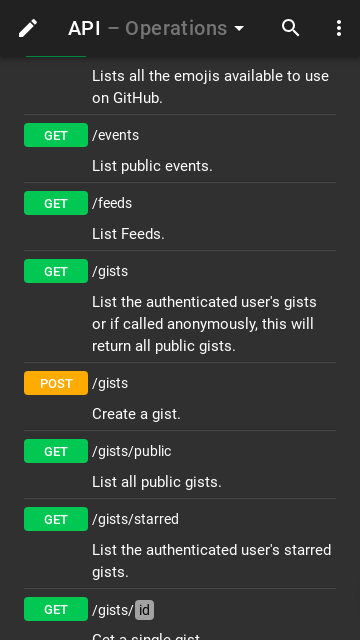 API – Operations
Lists all the emojis available to use
on GitHub.
GET /events
List public events.
GET /feeds
List Feeds.
GET /gists
List the authenticated user's gists
or if called anonymously, this will
return all public gists.
POST /gists
Create a gist.
GET /gists/public
List all public gists.
GET /gists/starred
List the authenticated user's starred
gists.
GET /gists/ id
Get a single gist.